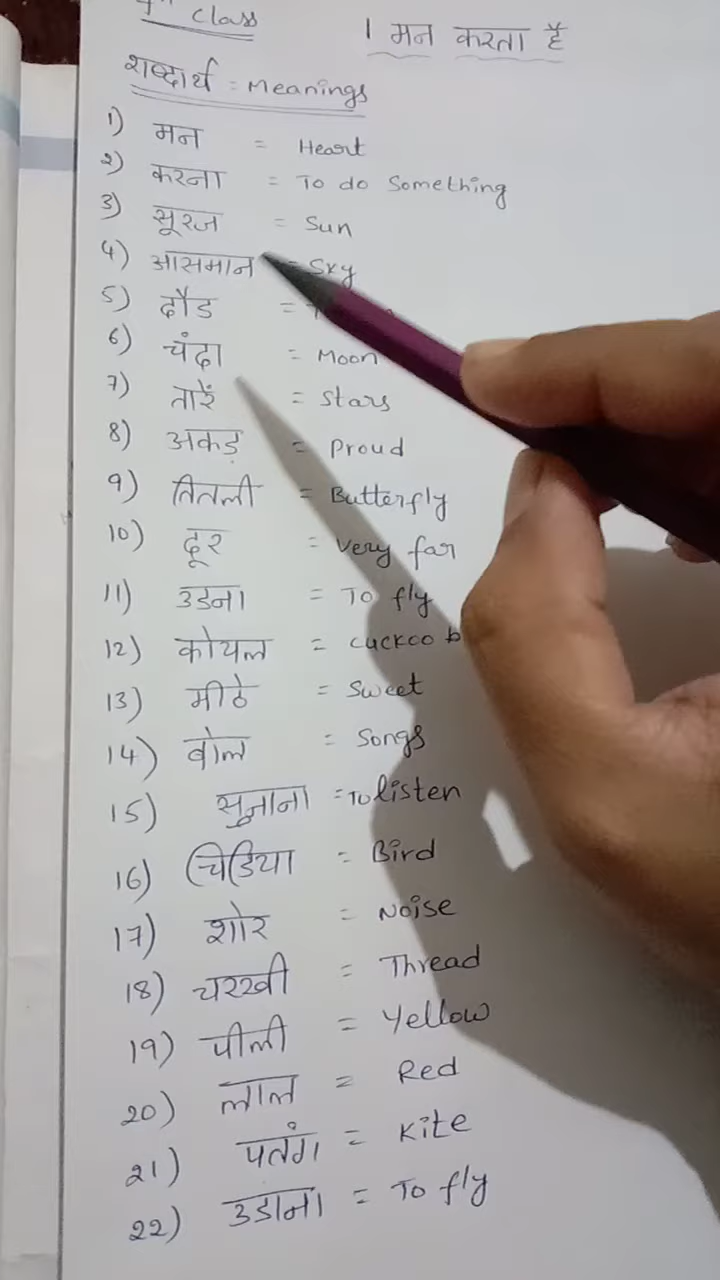 Class
1 मन करता है
शब्दार्थ = Meanings
1) मन = Heart
2) करना = To do Something
3) सूरज = Sun
4) आसमान = Sky
5) दौड =
6) चंदा = Moon
7) तारें = Stars
8) अकड़ = Proud
9) तितली = Butterfly
10) दूर = Very far
11) उडना = To fly
12) कोयल = Cuckoo b
13) मीठे = Sweet
14) बोल = Songs
15) सुनाना = To listen
16) चिडिया = Bird
17) शोर = Noise
18) चरखी = Thread
19) पीली = Yellow
20) लाल = Red
21) पतंग = Kite
22) उडाना = To fly